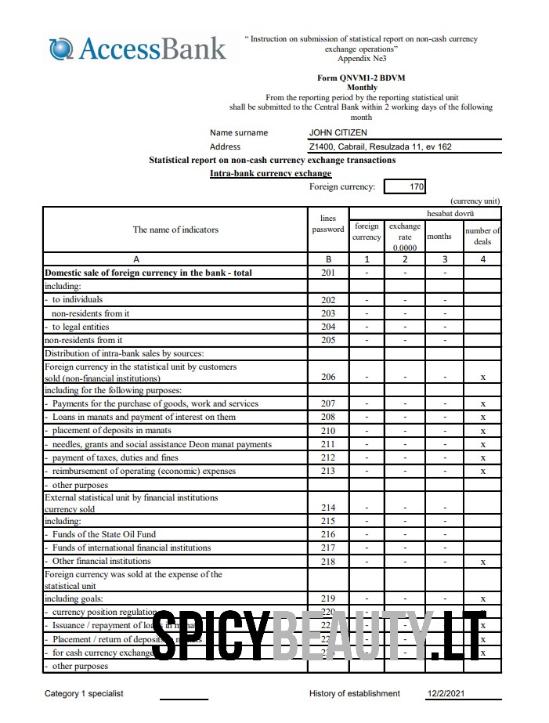 AccessBank
“ Instruction on submission of statistical report on non-cash currency
exchange operations”
Appendix №3
Form QNVM1-2 BDVM
Monthly
From the reporting period by the reporting statistical unit
shall be submitted to the Central Bank within 2 working days of the following
month
Name surname JOHN CITIZEN
Address Z1400, Cabrail, Resulzada 11, ev 162
Statistical report on non-cash currency exchange transactions
Intra-bank currency exchange
Foreign currency: 170
(currency unit)
The name of indicators lines password hesabat dovrü
foreign currency exchange rate 0.0000 months number of deals
A B 1 2 3 4
Domestic sale of foreign currency in the bank - total 201 - - -
including:
- to individuals 202 - - -
non-residents from it 203 - - -
- to legal entities 204 - - -
non-residents from it 205 - - -
Distribution of intra-bank sales by sources:
Foreign currency in the statistical unit by customers
sold (non-financial institutions) 206 - - - x
including for the following purposes:
- Payments for the purchase of goods, work and services 207 - - - x
- Loans in manats and payment of interest on them 208 - - - x
- placement of deposits in manats 210 - - - x
- needles, grants and social assistance Deon manat payments 211 - - - x
- payment of taxes, duties and fines 212 - - - x
- reimbursement of operating (economic) expenses 213 - - - x
- other purposes
External statistical unit by financial institutions
currency sold 214 - - -
including: 215 - - -
- Funds of the State Oil Fund 216 - - -
- Funds of international financial institutions 217 - - -
- Other financial institutions 218 - - - x
Foreign currency was sold at the expense of the
statistical unit
including goals: 219 - - - x
- currency position regulation 220
- Issuance / repayment of in x
- Placement / return of x
- for cash currency exchange x
- other purposes
SPICYBEAUTY.LT
Category 1 specialist History of establishment 12/2/2021